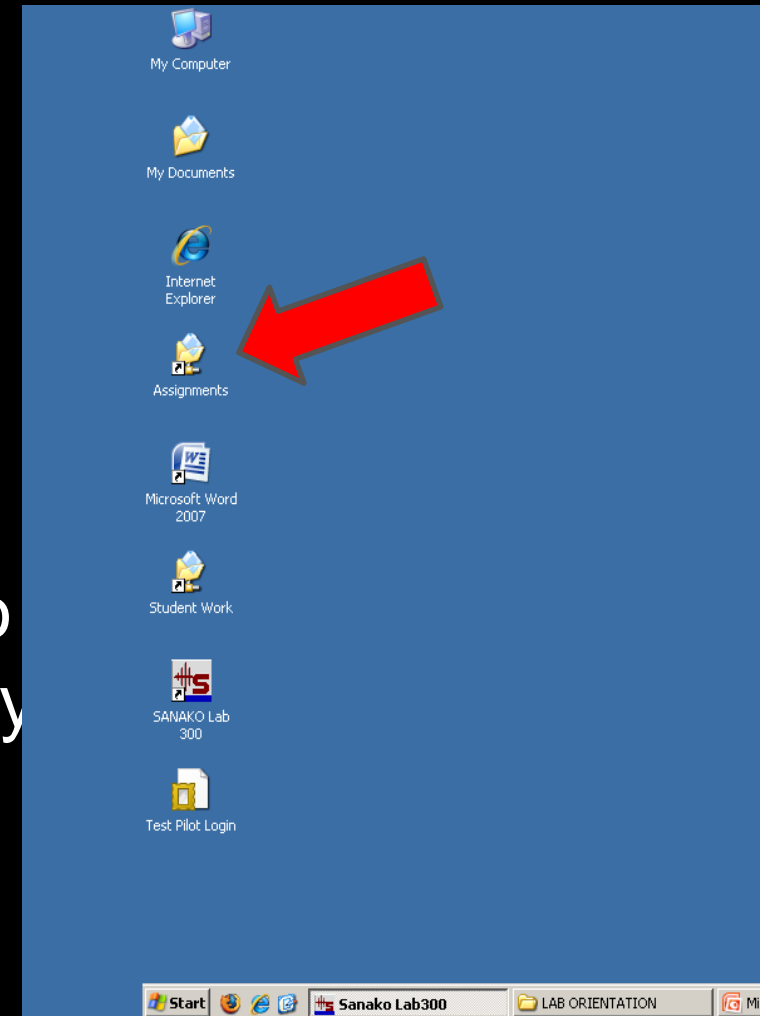 My Computer
My Documents
Internet
Explorer
Assignments
Microsoft Word
2007
Student Work
SANAKO Lab
300
Test Pilot Login
Start
Sanako Lab300
LAB ORIENTATION